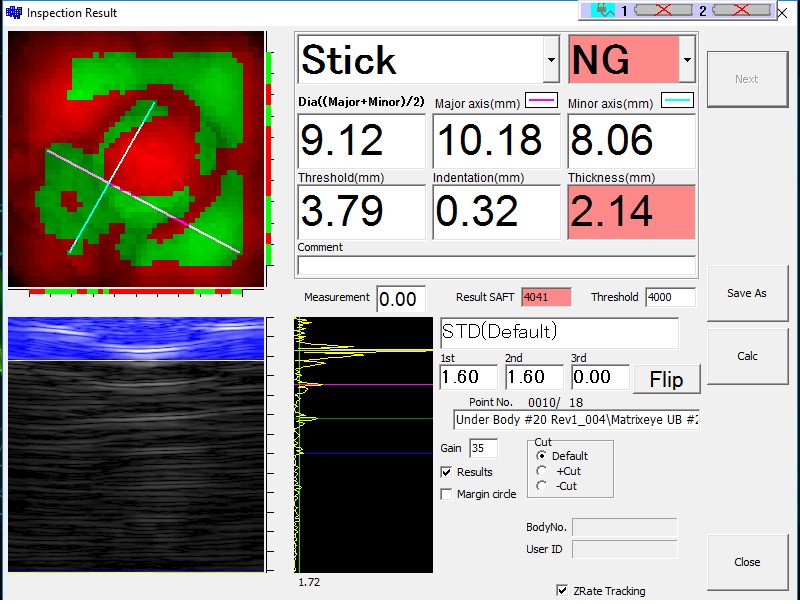 Inspection Result
1 2
Stick NG
Next
Dia((Major+Minor)/2) Major axis(mm) Minor axis(mm)
9.12 10.18 8.06
Threshold(mm) Indentation(mm) Thickness(mm)
3.79 0.32 2.14
Comment
Measurement 0.00 Result SAFT 4041 Threshold 4000
Save As
STD(Default)
Calc
1st 2nd 3rd
1.60 1.60 0.00 Flip
Point No. 0010/ 18
Under Body #20 Rev1_004\Matrixeye UB #2
Gain 35
Cut
Default
+Cut
-Cut
Results
Margin circle
BodyNo.
User ID
Close
1.72
ZRate Tracking